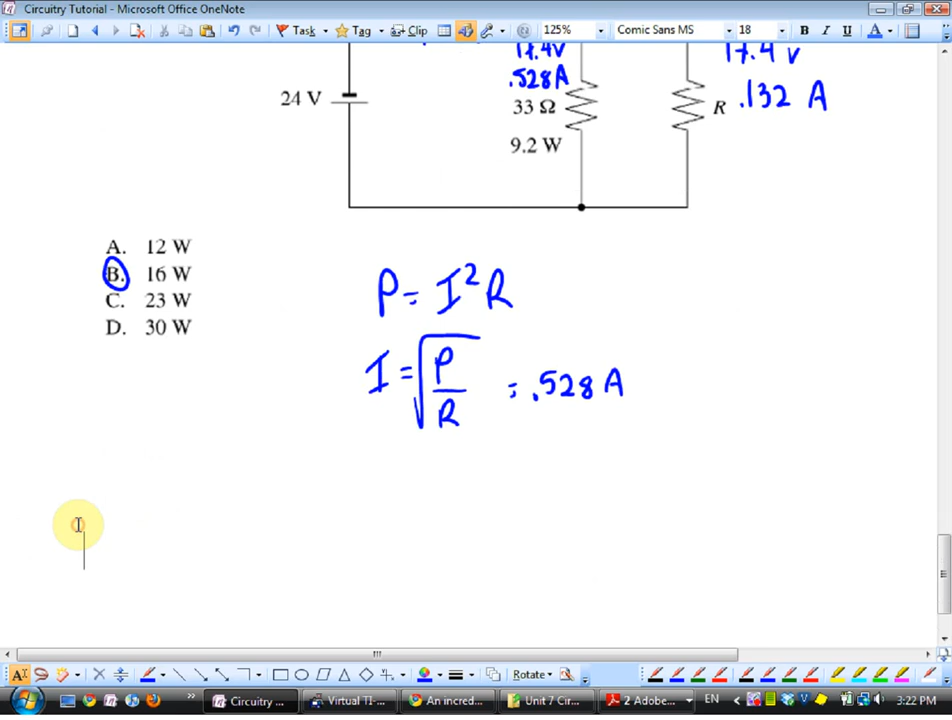 Circuitry Tutorial - Microsoft Office OneNote
Task Tag Clip 125% Comic Sans MS 18 B I U A
17.4v 17.4 v
.528A
24 V 33 Ω R .132 A
9.2 W
A. 12 W
B. 16 W
C. 23 W
D. 30 W
P = I² R
I = √ P / R = .528 A
Rotate
Circuitry ... Virtual TI-... An incred... Unit 7 Cir... 2 Adobe... EN 3:22 PM